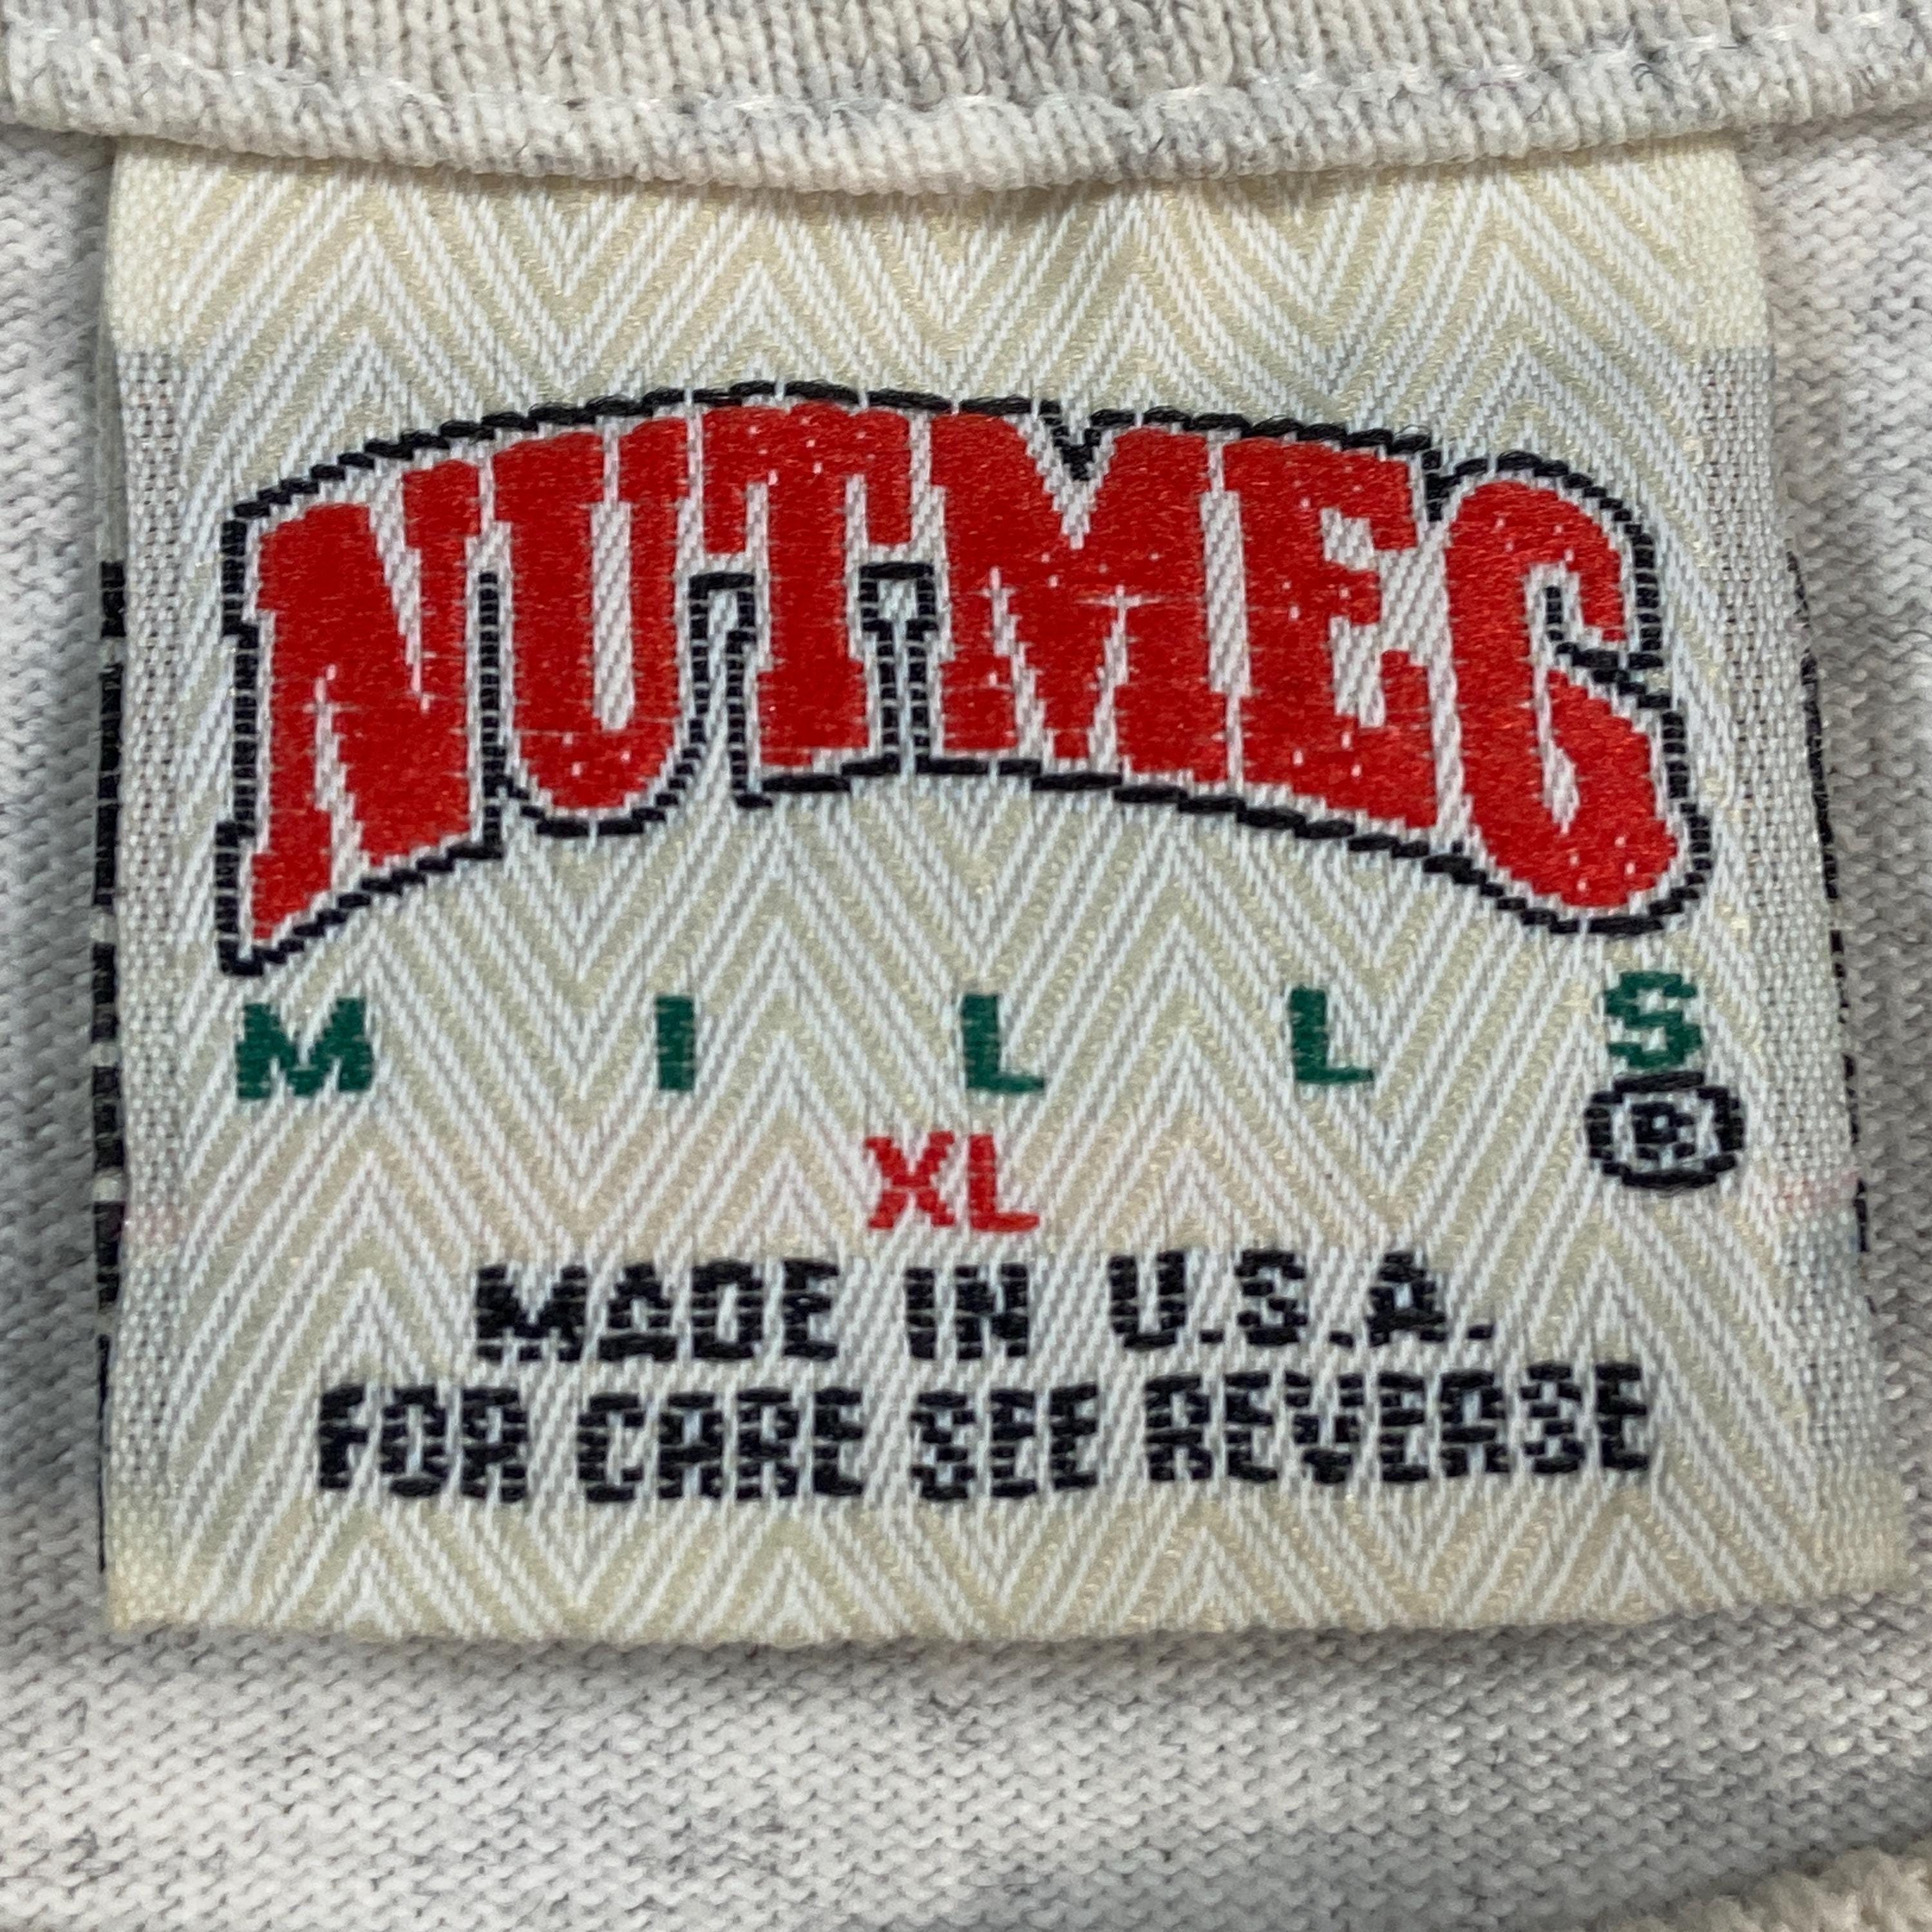 NUTMEG
MILLS
®
XL
MADE IN U.S.A.
FOR CARE SEE REVERSE